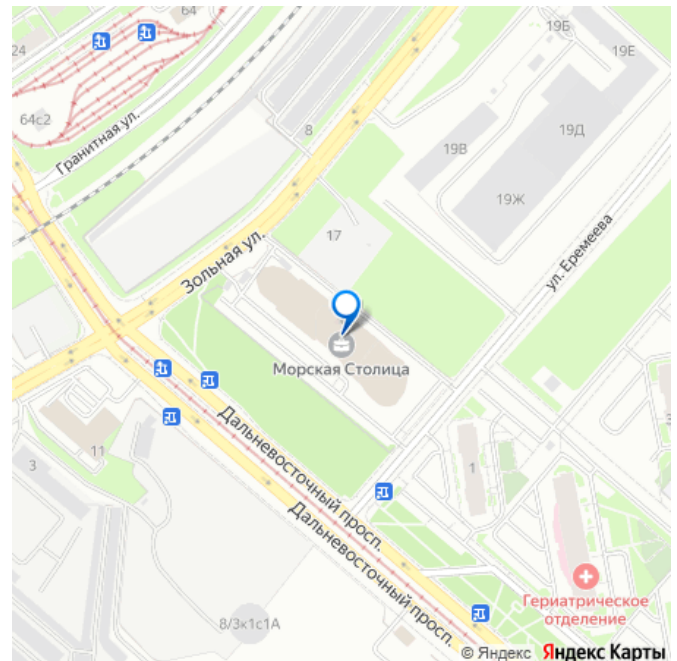 64
19Б
24
19Е
64с2
Гранитная ул.
8
19Д
19В
19Ж
17
ул. Еремеева
Зольная ул.
Морская Столица
Дальневосточный просп.
11
3
1
Дальневосточный просп.
Гериатрическое
отделение
8/3к1с1А
© Яндекс Яндекс Карты